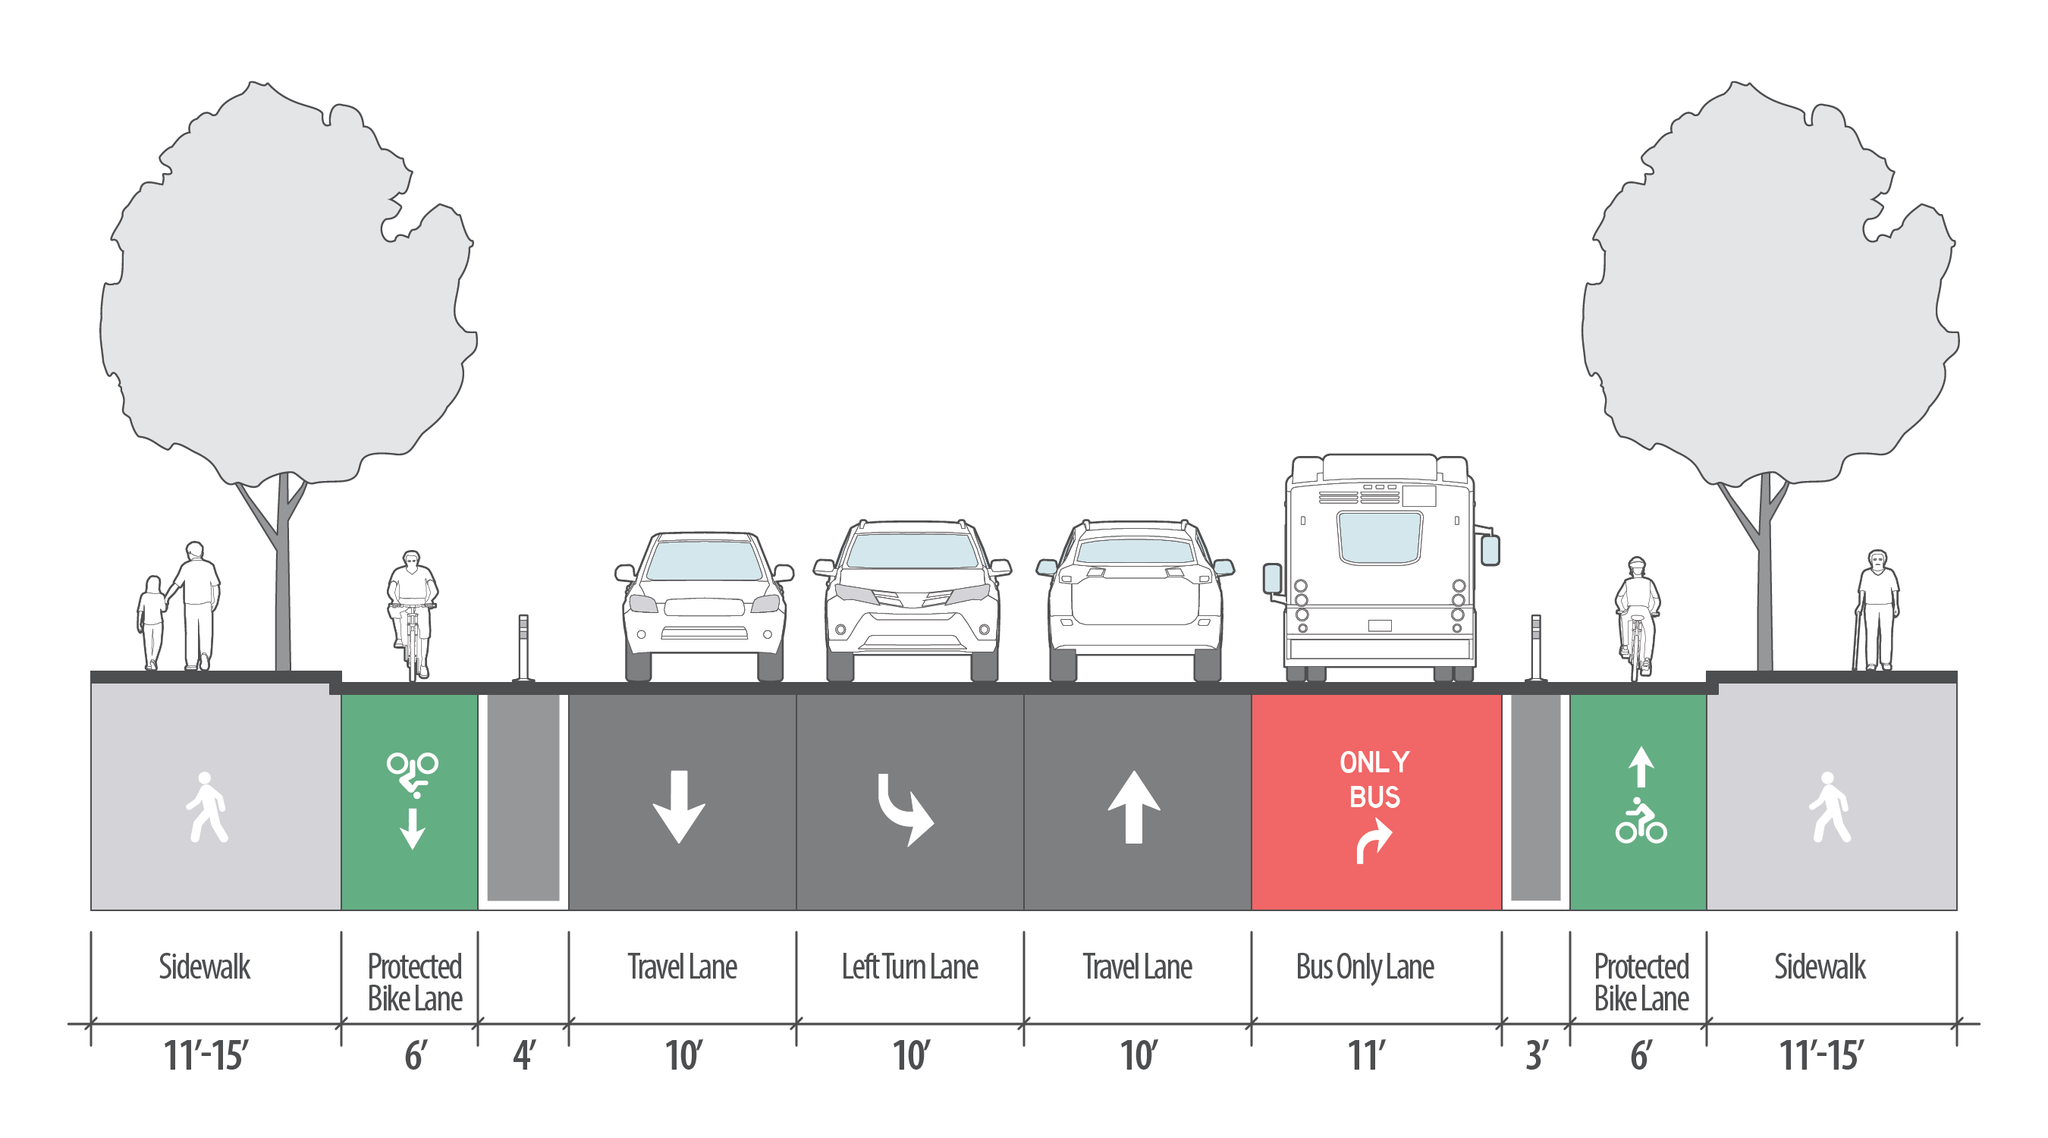 ONLY
BUS
Sidewalk
Protected
Bike Lane
Travel Lane
Left Turn Lane
Travel Lane
Bus Only Lane
Protected
Bike Lane
Sidewalk
11’-15’
6’
4’
10’
10’
10’
11’
3’
6’
11’-15’